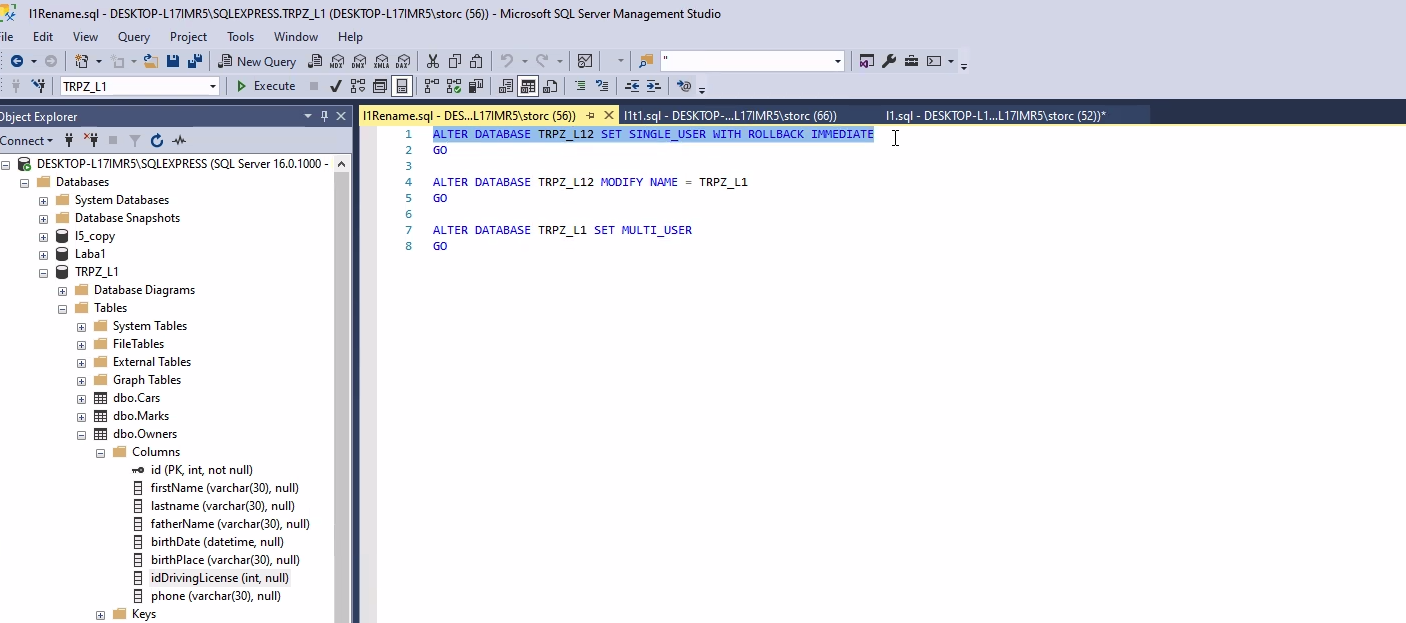 l1Rename.sql - DESKTOP-L17IMR5\SQLEXPRESS.TRPZ_L1 (DESKTOP-L17IMR5\storc (56)) - Microsoft SQL Server Management Studio
ile Edit View Query Project Tools Window Help
New Query MDX DMX XMLA DAX "
TRPZ_L1 Execute
Object Explorer
l1Rename.sql - DES...L17IMR5\storc (56)) l1t1.sql - DESKTOP-...L17IMR5\storc (66)) l1.sql - DESKTOP-L1...L17IMR5\storc (52))*
Connect
DESKTOP-L17IMR5\SQLEXPRESS (SQL Server 16.0.1000 -
Databases
System Databases
Database Snapshots
l5_copy
Laba1
TRPZ_L1
Database Diagrams
Tables
System Tables
FileTables
External Tables
Graph Tables
dbo.Cars
dbo.Marks
dbo.Owners
Columns
id (PK, int, not null)
firstName (varchar(30), null)
lastname (varchar(30), null)
fatherName (varchar(30), null)
birthDate (datetime, null)
birthPlace (varchar(30), null)
idDrivingLicense (int, null)
phone (varchar(30), null)
Keys
1 ALTER DATABASE TRPZ_L12 SET SINGLE_USER WITH ROLLBACK IMMEDIATE
2 GO
3
4 ALTER DATABASE TRPZ_L12 MODIFY NAME = TRPZ_L1
5 GO
6
7 ALTER DATABASE TRPZ_L1 SET MULTI_USER
8 GO